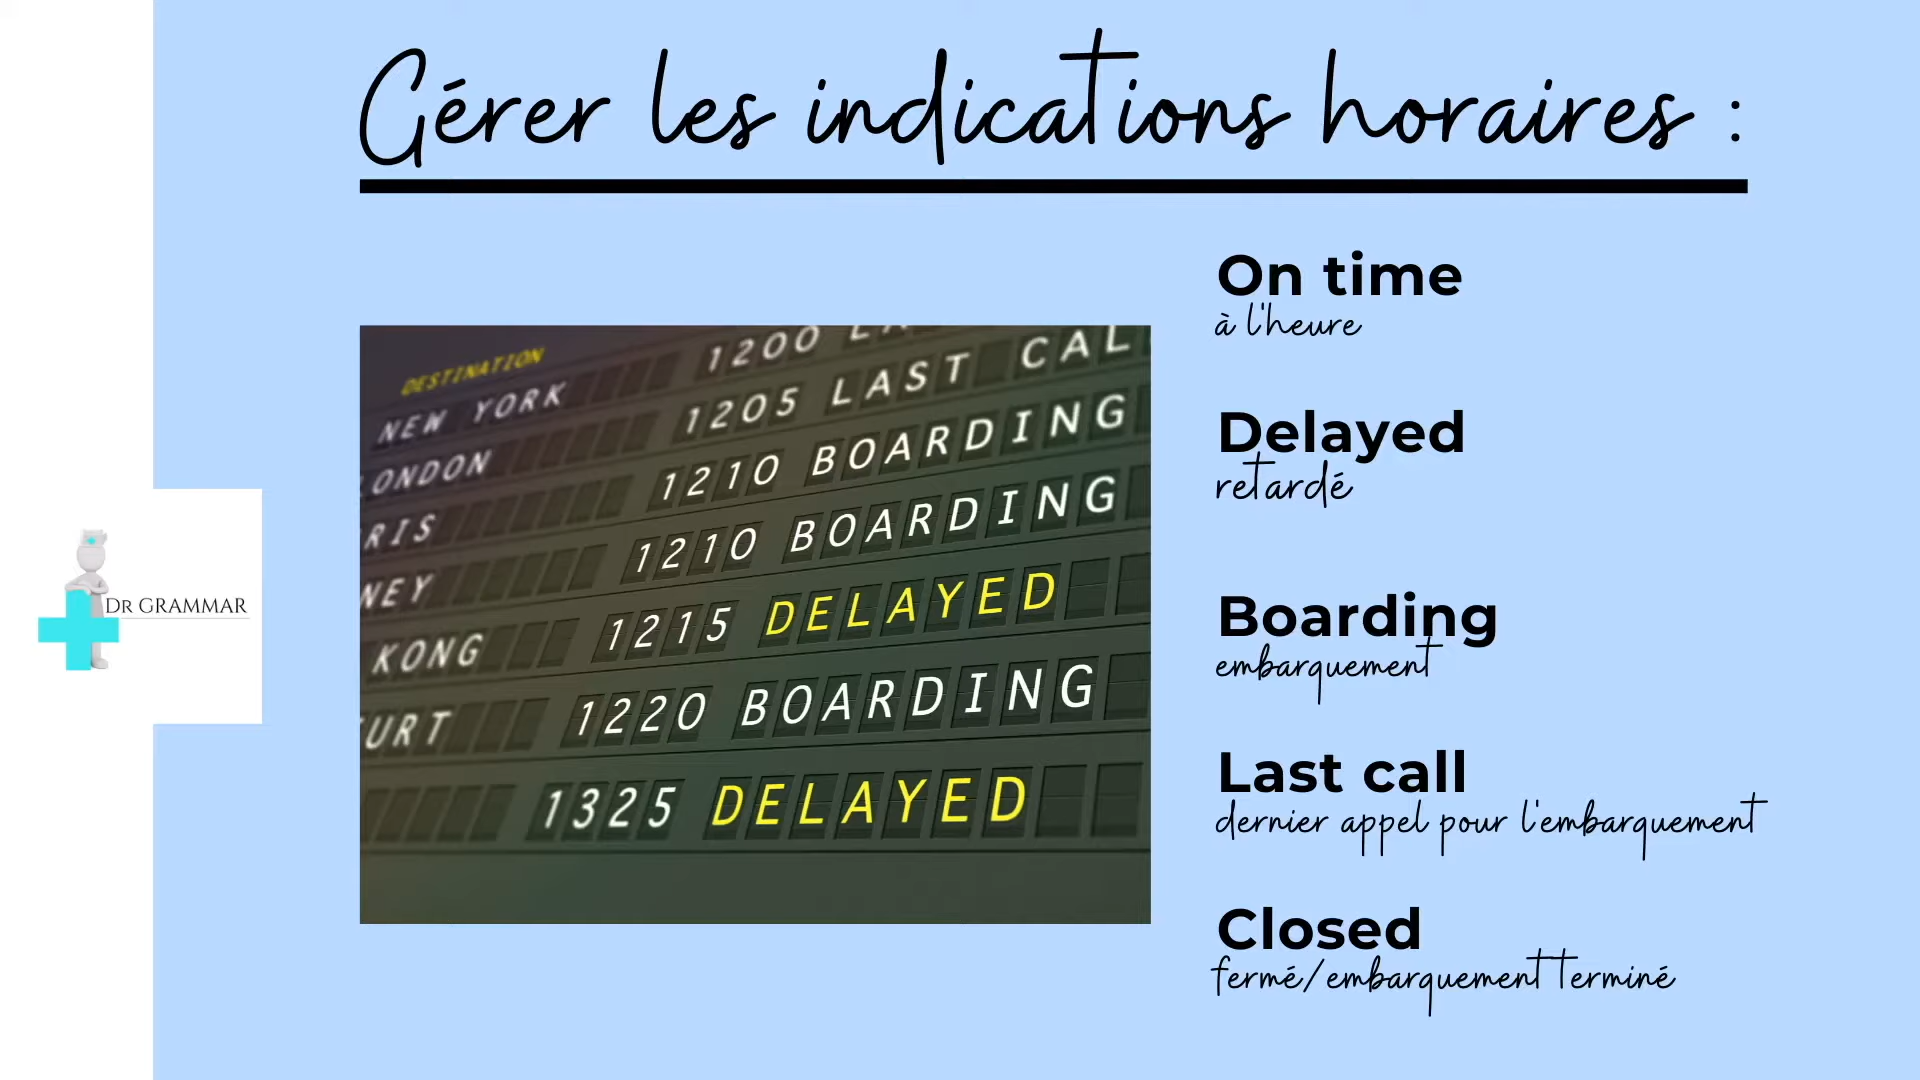 Gérer les indications horaires :
DESTINATION
NEW YORK 1200
LONDON 1205 LAST CAL
RIS 1210 BOARDING
NEY 1210 BOARDING
KONG 1215 DELAYED
URT 1220 BOARDING
1325 DELAYED
On time
à l'heure
Delayed
retardé
Boarding
embarquement
Last call
dernier appel pour l'embarquement
Closed
fermé/embarquement terminé
Dr GRAMMAR